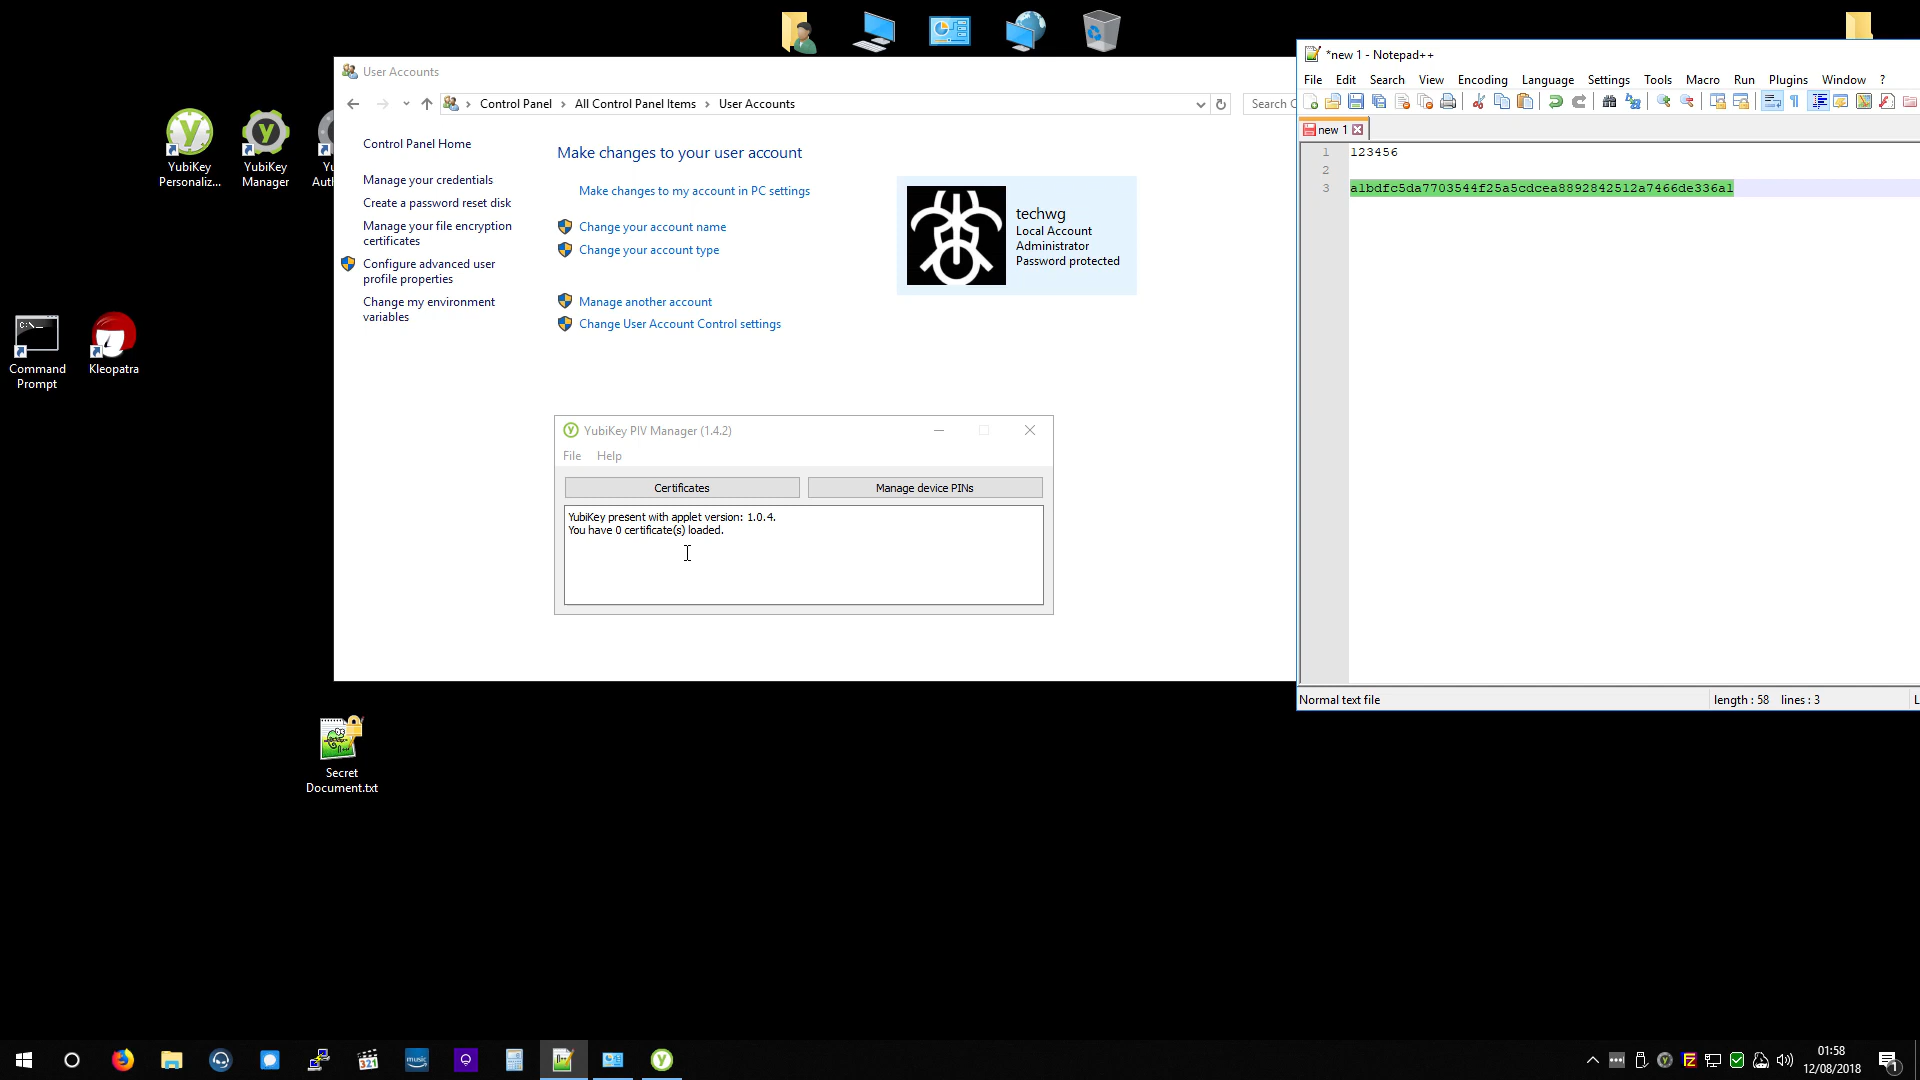 User Accounts
Control Panel
All Control Panel Items
User Accounts
Search C
Control Panel Home
Manage your credentials
Create a password reset disk
Manage your file encryption
certificates
Configure advanced user
profile properties
Change my environment
variables
Make changes to your user account
Make changes to my account in PC settings
Change your account name
Change your account type
Manage another account
Change User Account Control settings
techwg
Local Account
Administrator
Password protected
YubiKey PIV Manager (1.4.2)
File Help
Certificates
Manage device PINs
YubiKey present with applet version: 1.0.4.
You have 0 certificate(s) loaded.
*new 1 - Notepad++
File Edit Search View Encoding Language Settings Tools Macro Run Plugins Window ?
new 1
1 123456
2
3 a1bdfc5da7703544f25a5cdcea8892842512a7466de336a1
Normal text file
length : 58 lines : 3
L
YubiKey
Personaliz...
YubiKey
Manager
Yu
Auth
Command
Prompt
Kleopatra
Secret
Document.txt
321
music
01:58
12/08/2018
1